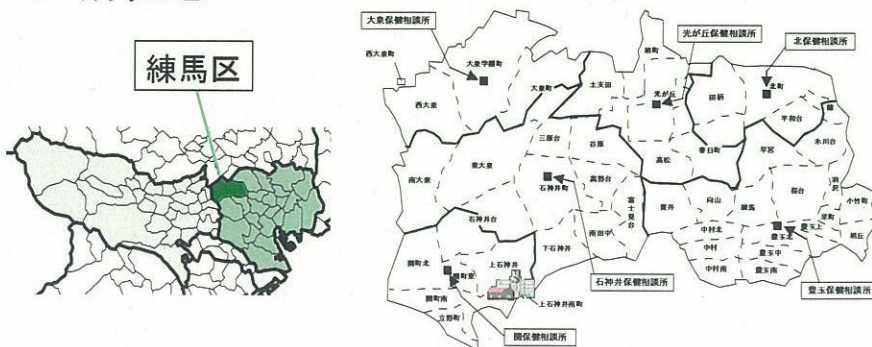 練馬区
大泉保健相談所
光が丘保健相談所
北保健相談所
西大泉町
大泉学園町
旭町
西大泉
大泉町
土支田
光が丘
田柄
北町
錦
平和台
氷川台
三原台
谷原
高松
春日町
早宮
羽沢
南大泉
東大泉
石神井町
高野台
富士見台
貫井
向山
練馬
桜台
小竹町
栄町
旭丘
石神井台
下石神井
南田中
中村北
中村
中村南
豊玉北
豊玉上
豊玉中
豊玉南
関町北
関町東
関町南
立野町
上石神井
上石神井南町
石神井保健相談所
豊玉保健相談所
関保健相談所